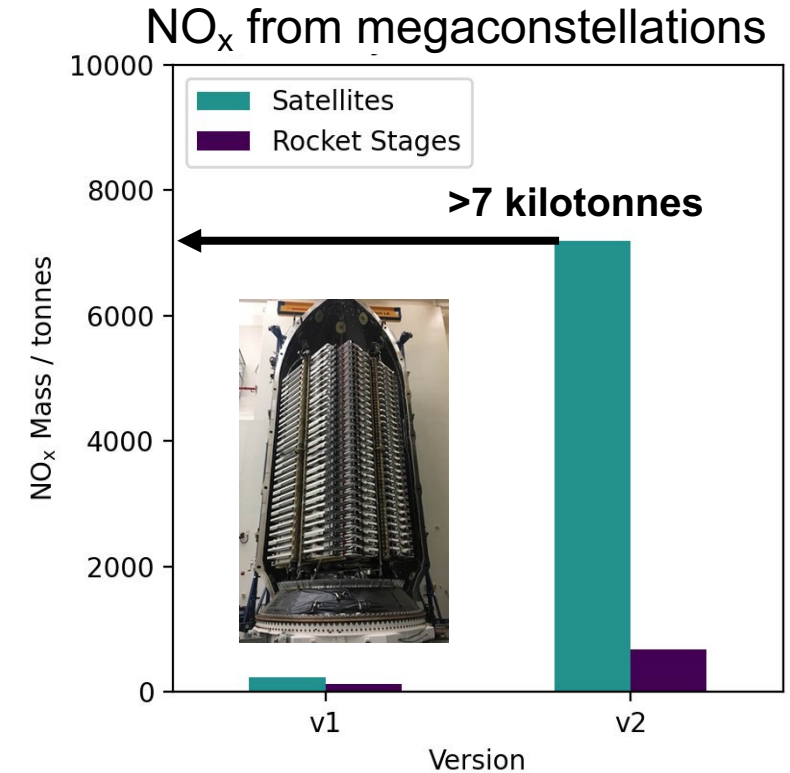 NOₓ from megaconstellations
10000
Satellites
Rocket Stages
8000
>7 kilotonnes
6000
NOₓ Mass / tonnes
4000
2000
0
v1
v2
Version